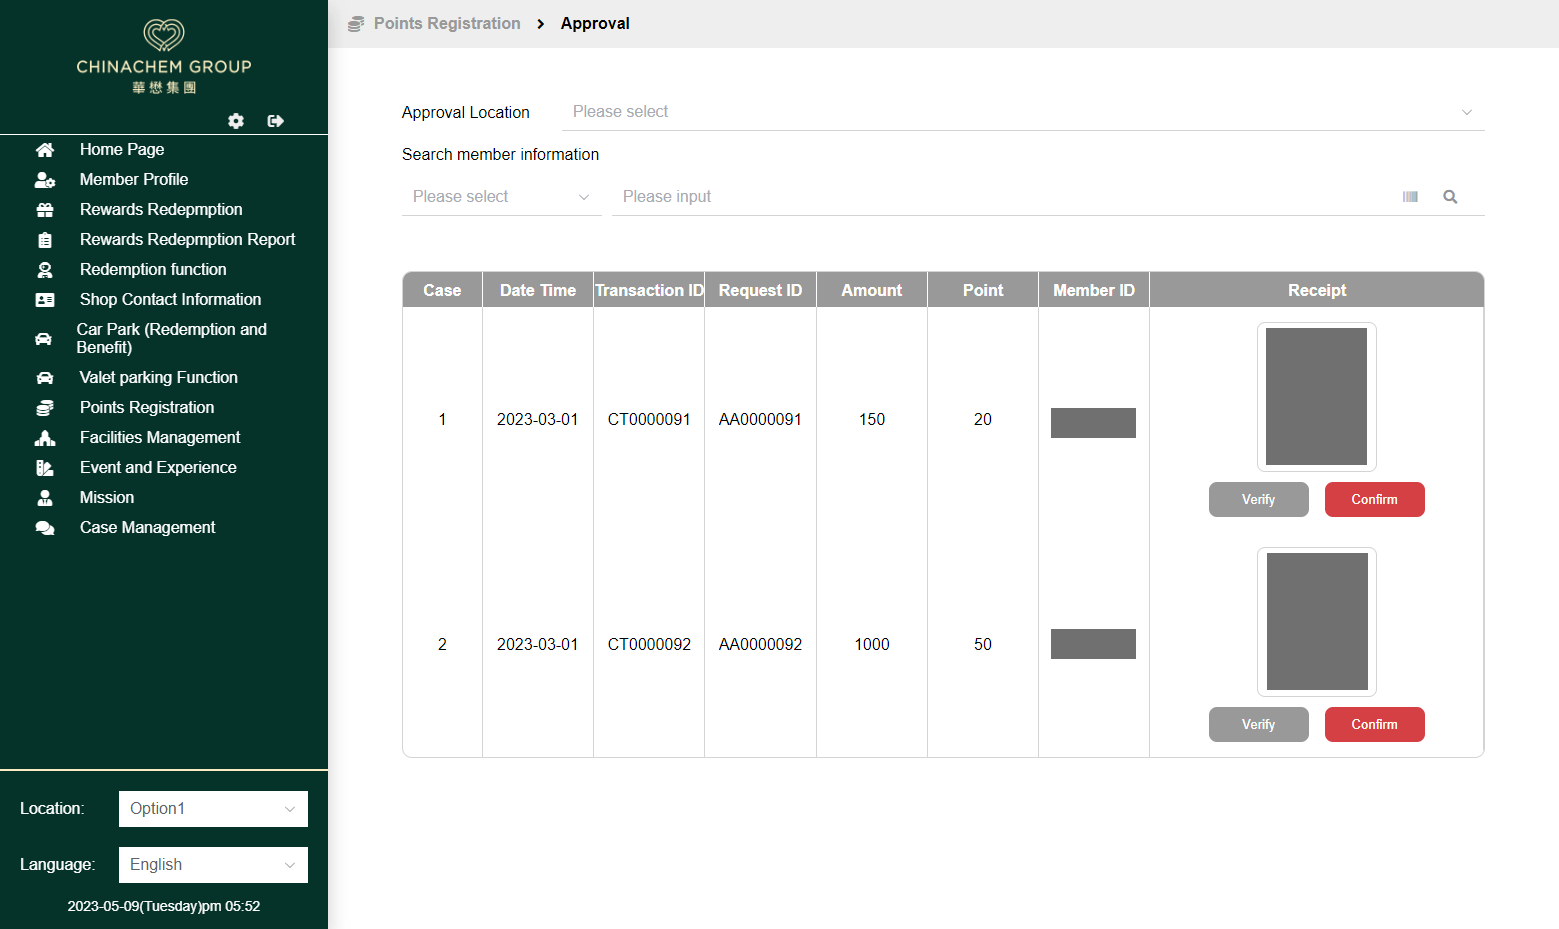 CHINACHEM GROUP
華懋集團
Home Page
Member Profile
Rewards Redepmption
Rewards Redepmption Report
Redemption function
Shop Contact Information
Car Park (Redemption and
Benefit)
Valet parking Function
Points Registration
Facilities Management
Event and Experience
Mission
Case Management
Location: Option1
Language: English
2023-05-09(Tuesday)pm 05:52
Points Registration > Approval
Approval Location Please select
Search member information
Please select Please input
Case Date Time Transaction ID Request ID Amount Point Member ID Receipt
1 2023-03-01 CT0000091 AA0000091 150 20
Verify Confirm
2 2023-03-01 CT0000092 AA0000092 1000 50
Verify Confirm